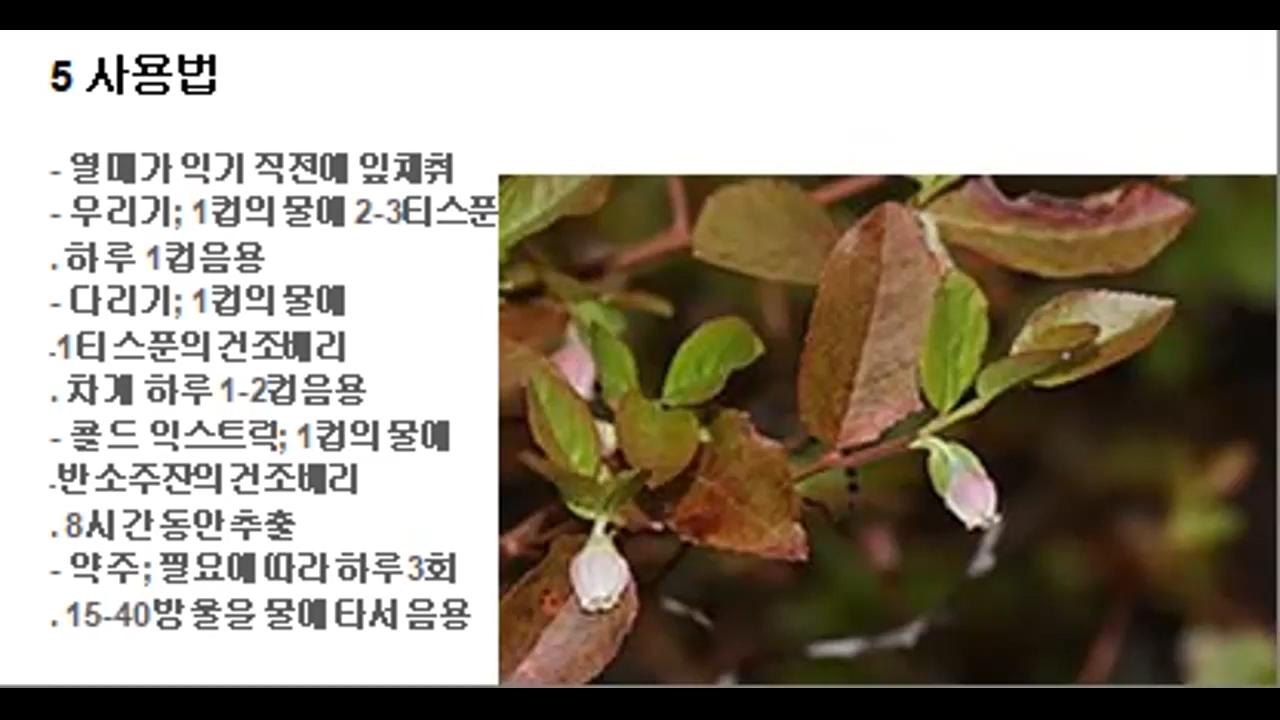 5 사용법
- 열매가 익기 직전에 잎채취
- 우리기; 1컵의 물에 2-3티스푼
. 하루 1컵음용
- 다리기; 1컵의 물에
.1티스푼의 건조베리
. 차게 하루 1-2컵음용
- 콜드 익스트럭; 1컵의 물에
.반 소주잔의 건조베리
. 8시간 동안 추출
- 약주; 필요에 따라 하루 3회
. 15-40방울을 물에 타서 음용